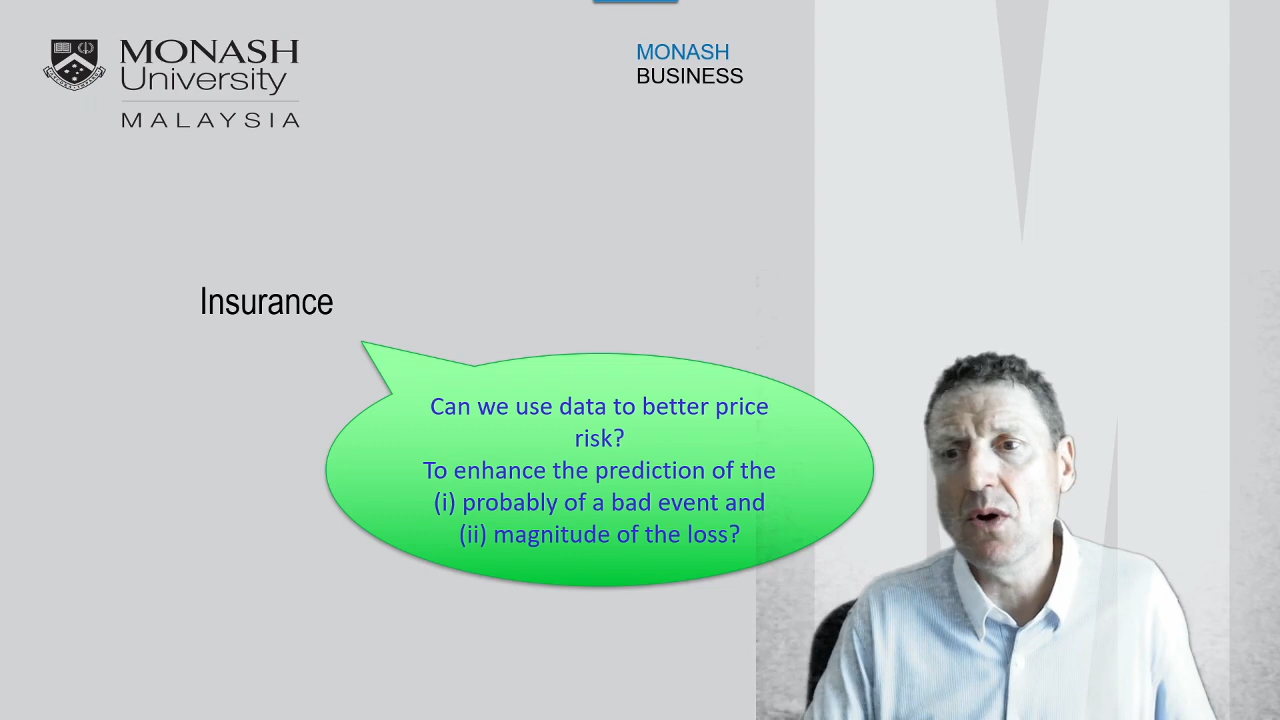 MONASH
University
MALAYSIA
MONASH
BUSINESS
Insurance
Can we use data to better price
risk?
To enhance the prediction of the
(i) probably of a bad event and
(ii) magnitude of the loss?